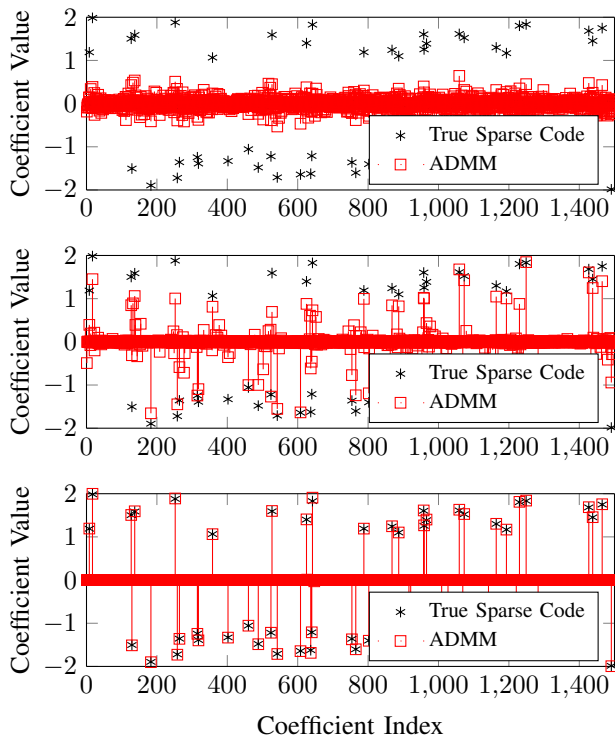 2
1
0
−1
−2
Coefficient Value
True Sparse Code
ADMM
0 200 400 600 800 1,000 1,200 1,400
2
1
0
−1
−2
Coefficient Value
True Sparse Code
ADMM
0 200 400 600 800 1,000 1,200 1,400
2
1
0
−1
−2
Coefficient Value
True Sparse Code
ADMM
0 200 400 600 800 1,000 1,200 1,400
Coefficient Index